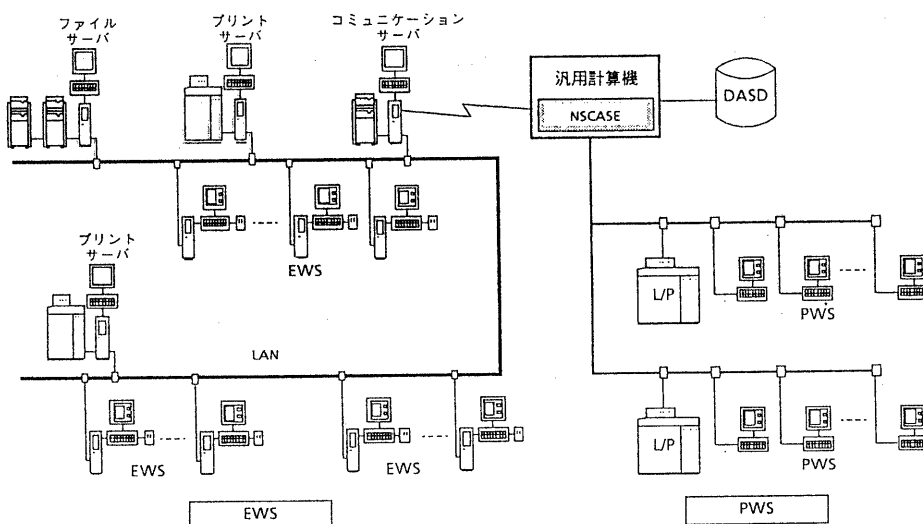 ファイル
サーバ
プリント
サーバ
コミュニケーション
サーバ
汎用計算機
NSCASE
DASD
EWS
プリント
サーバ
L/P
PWS
LAN
EWS
EWS
L/P
PWS
EWS
PWS